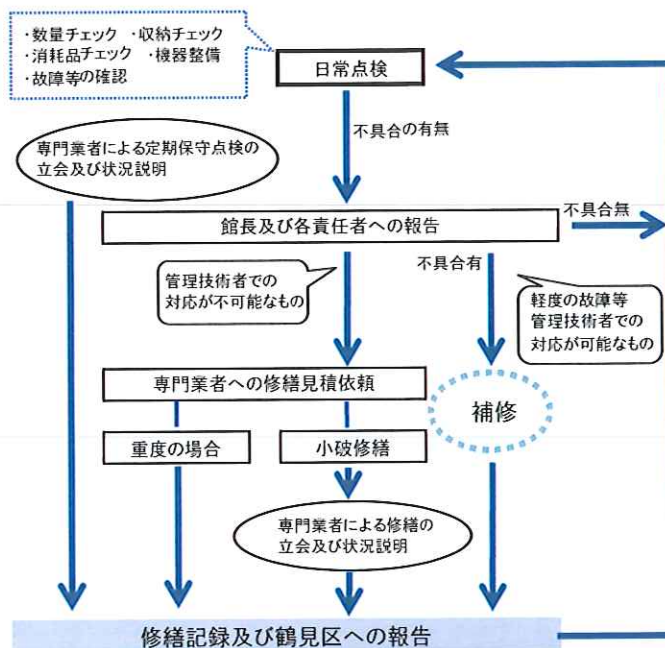 ・数量チェック ・収納チェック
・消耗品チェック ・機器整備
・故障等の確認
日常点検
不具合の有無
専門業者による定期保守点検の
立会及び状況説明
館長及び各責任者への報告
不具合無
管理技術者での
対応が不可能なもの
不具合有
軽度の故障等
管理技術者での
対応が可能なもの
専門業者への修繕見積依頼
補修
重度の場合
小破修繕
専門業者による修繕の
立会及び状況説明
修繕記録及び鶴見区への報告